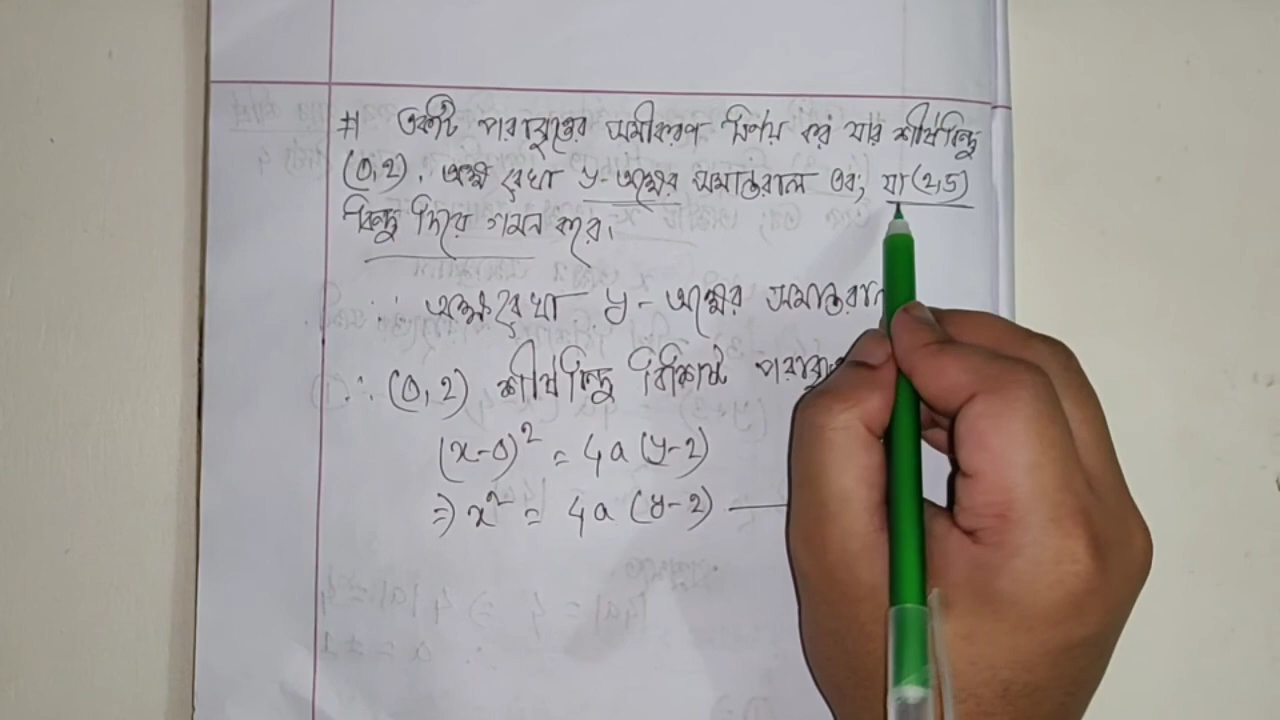 # একটি পরাবৃত্তের সমীকরণ নির্ণয় কর যার শীর্ষবিন্দু
(0,2), অক্ষ রেখা y-অক্ষের সমান্তরাল এবং যা (2,5)
বিন্দু দিয়ে গমন করে।
∵ অক্ষরেখা y - অক্ষের সমান্তরাল
∴ (0,2) শীর্ষবিন্দু বিশিষ্ট
(x-0)² = 4a (y-2)
⇒ x² = 4a (y-2)